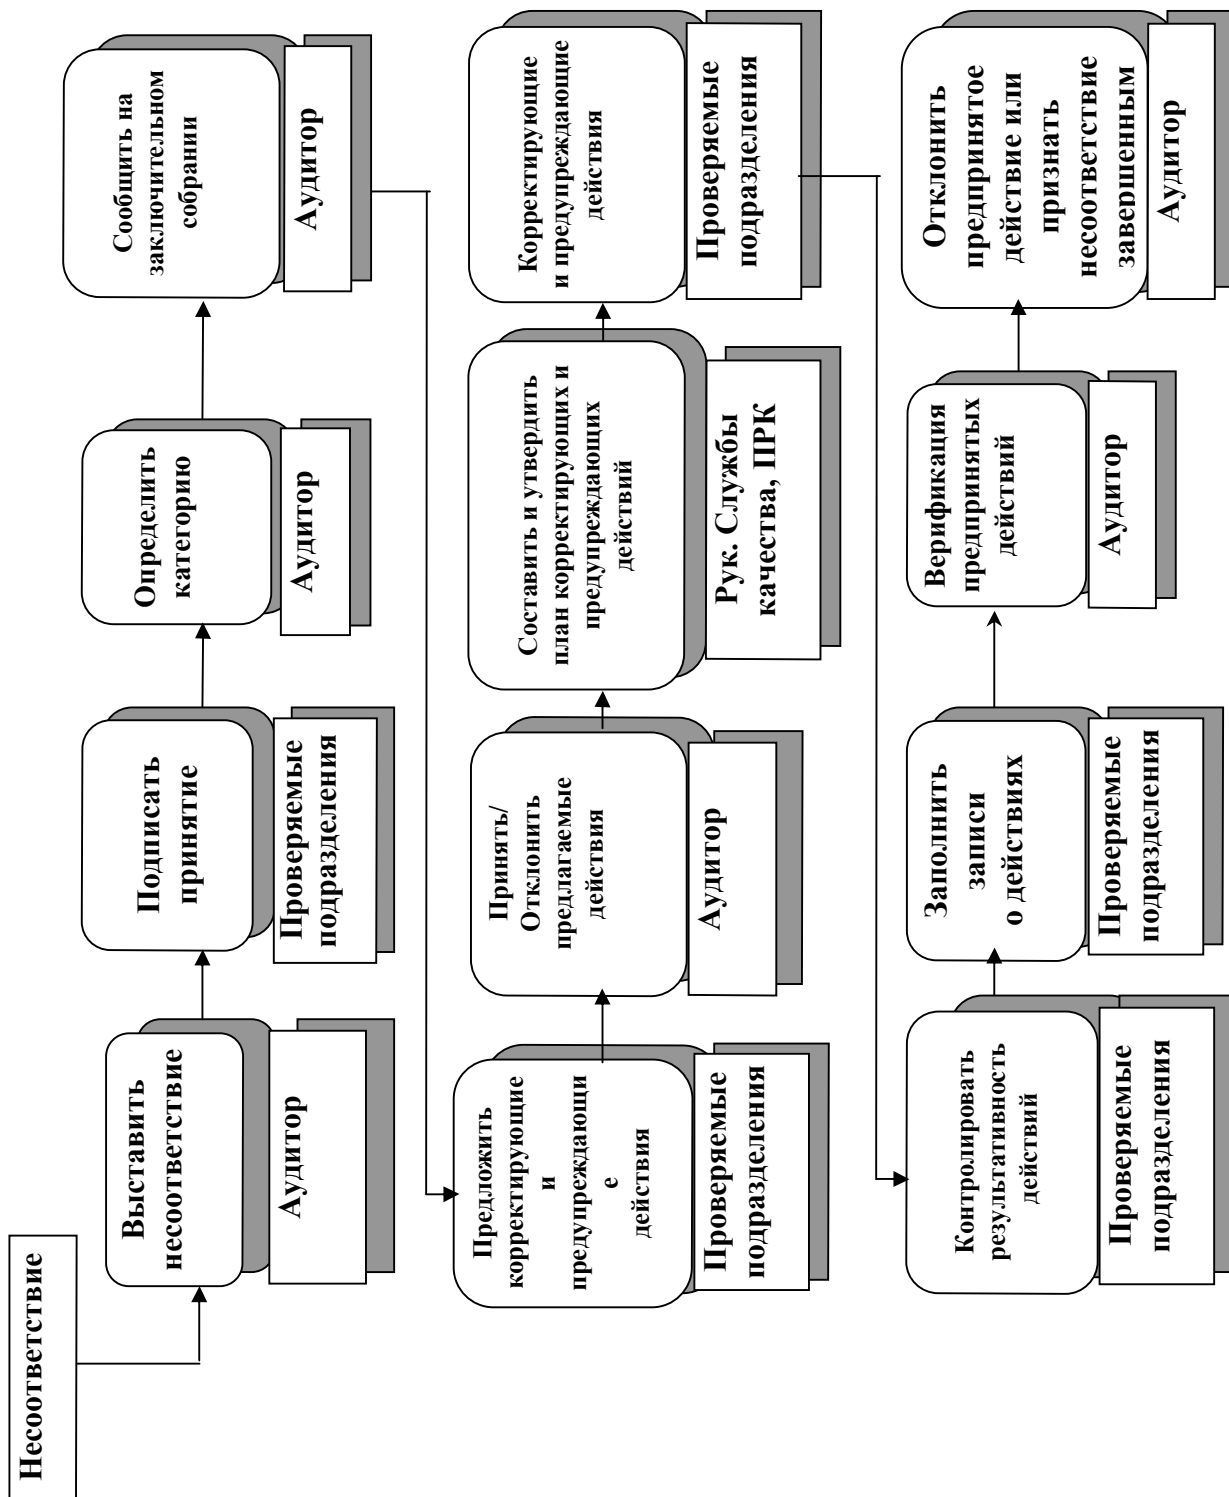 Несоответствие
Выставить
несоответствие
Аудитор
Подписать
принятие
Проверяемые
подразделения
Определить
категорию
Аудитор
Сообщить на
заключительном
собрании
Аудитор
Предложить
корректирующие
и
предупреждающи
е
действия
Проверяемые
подразделения
Принять/
Отклонить
предлагаемые
действия
Аудитор
Составить и утвердить
план корректирующих и
предупреждающих
действий
Рук. Службы
качества, ПРК
Корректирующие
и предупреждающие
действия
Проверяемые
подразделения
Контролировать
результативность
действий
Проверяемые
подразделения
Заполнить
записи
о действиях
Проверяемые
подразделения
Верификация
предпринятых
действий
Аудитор
Отклонить
предпринятое
действие или
признать
несоответствие
завершенным
Аудитор